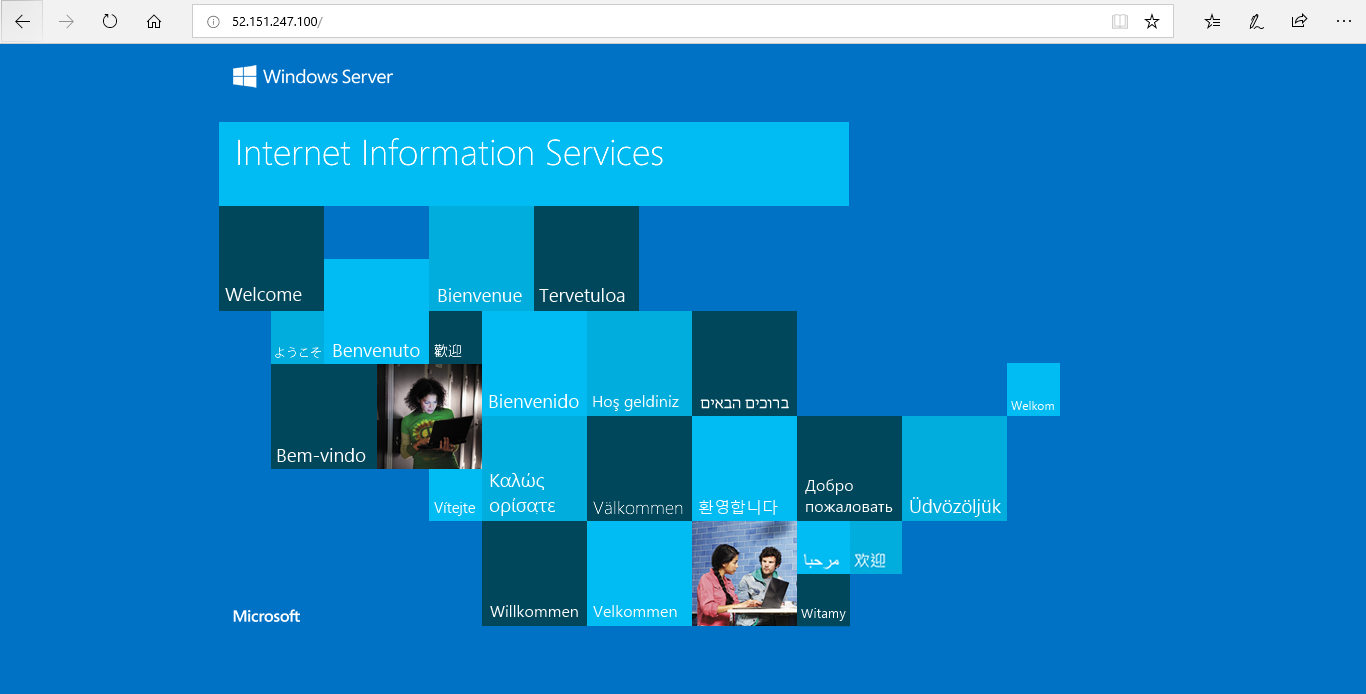 52.151.247.100/
Windows Server
Internet Information Services
Welcome
Bienvenue
Tervetuloa
ようこそ
Benvenuto
歡迎
Bienvenido
Hoş geldiniz
ברוכים הבאים
Welkom
Bem-vindo
Vítejte
Καλώς
ορίσατε
Välkommen
환영합니다
Добро
пожаловать
Üdvözöljük
Willkommen
Velkommen
مرحبا
欢迎
Witamy
Microsoft